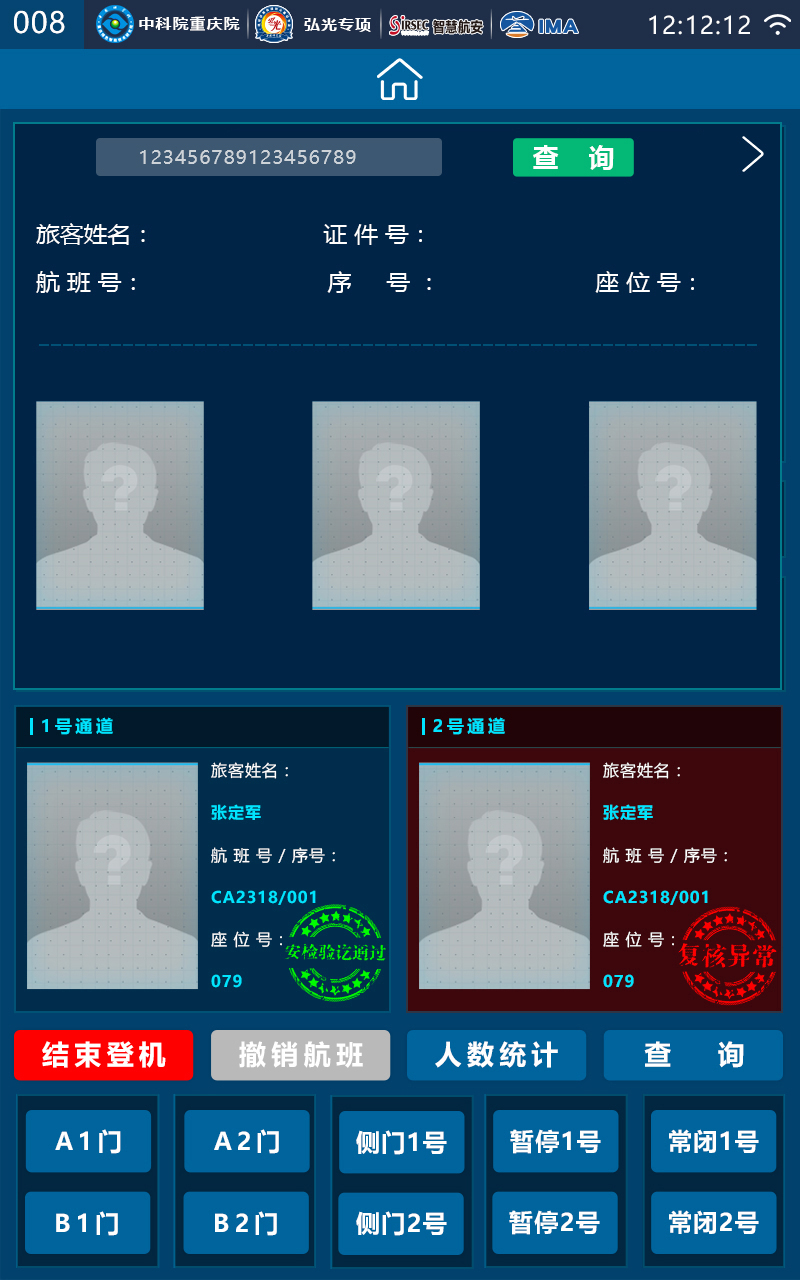 008 中科院重庆院 弘光专项 SIRSEC 智慧航安 IMA 12:12:12
123456789123456789 查 询
旅客姓名： 证件号：
航班号： 序 号： 座位号：
1号通道
旅客姓名：
张定军
航班号/序号：
CA2318/001
座位号：
079
安检验讫通过
2号通道
旅客姓名：
张定军
航班号/序号：
CA2318/001
座位号：
079
复核异常
结束登机 撤销航班 人数统计 查 询
A1门 A2门 侧门1号 暂停1号 常闭1号
B1门 B2门 侧门2号 暂停2号 常闭2号